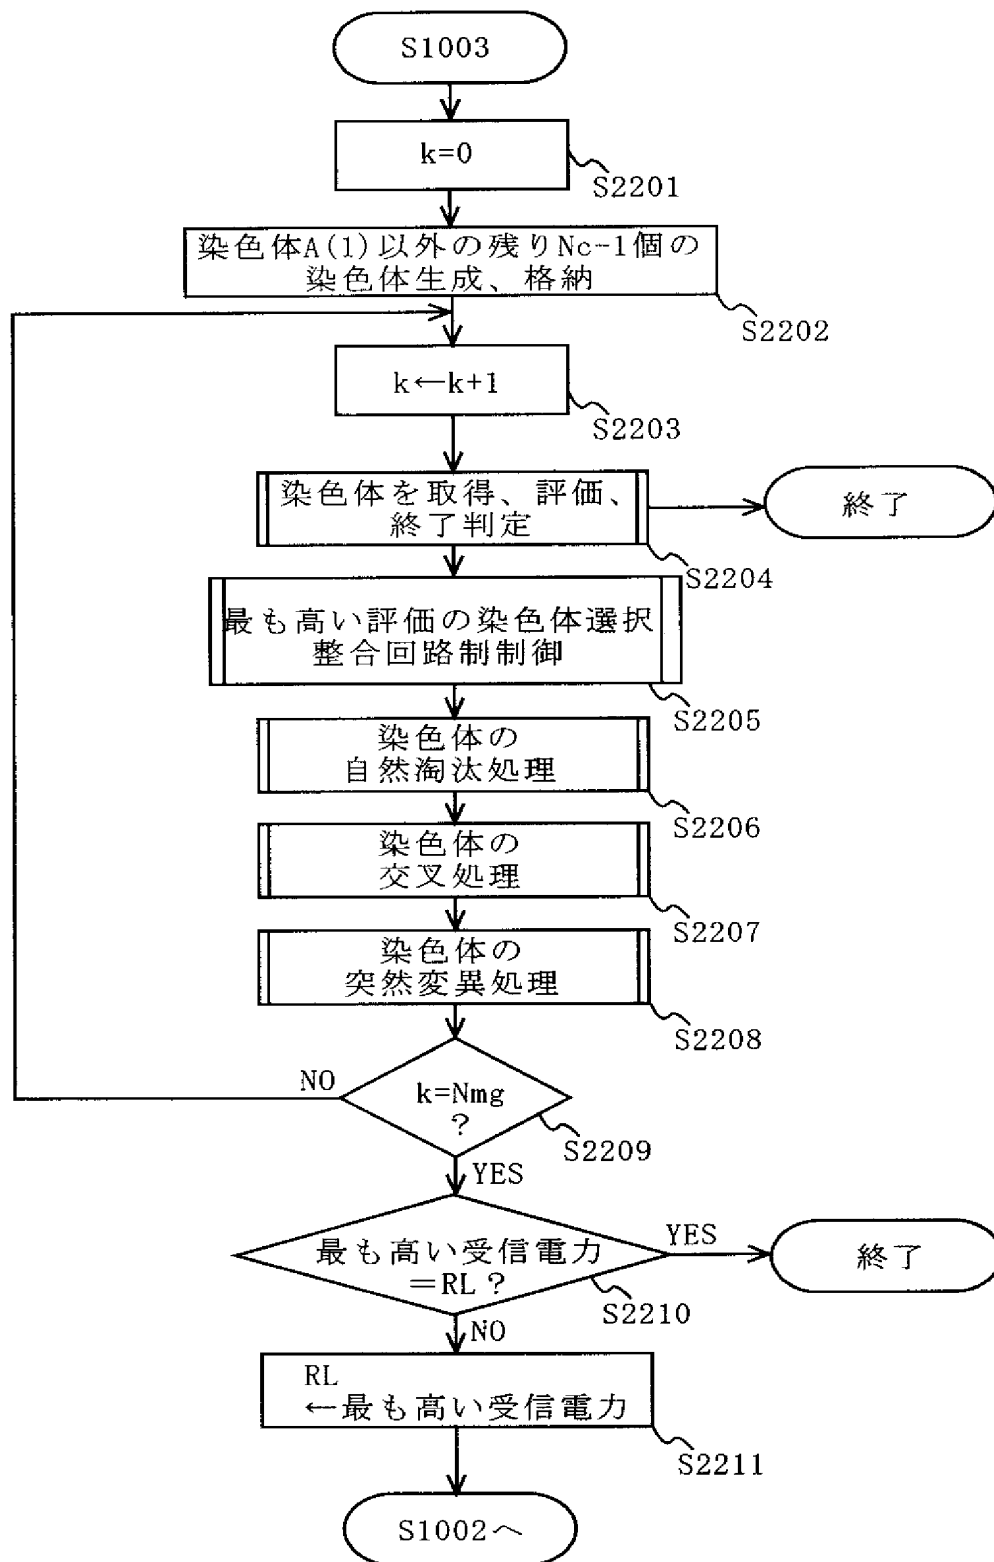 S1003
k=0
S2201
染色体A(1)以外の残りNc-1個の
染色体生成、格納
S2202
k←k+1
S2203
染色体を取得、評価、
終了判定
終了
S2204
最も高い評価の染色体選択
整合回路制制御
S2205
染色体の
自然淘汰処理
S2206
染色体の
交叉処理
S2207
染色体の
突然変異処理
S2208
NO
k=Nmg
?
S2209
YES
最も高い受信電力
=RL?
YES
終了
S2210
NO
RL
←最も高い受信電力
S2211
S1002へ